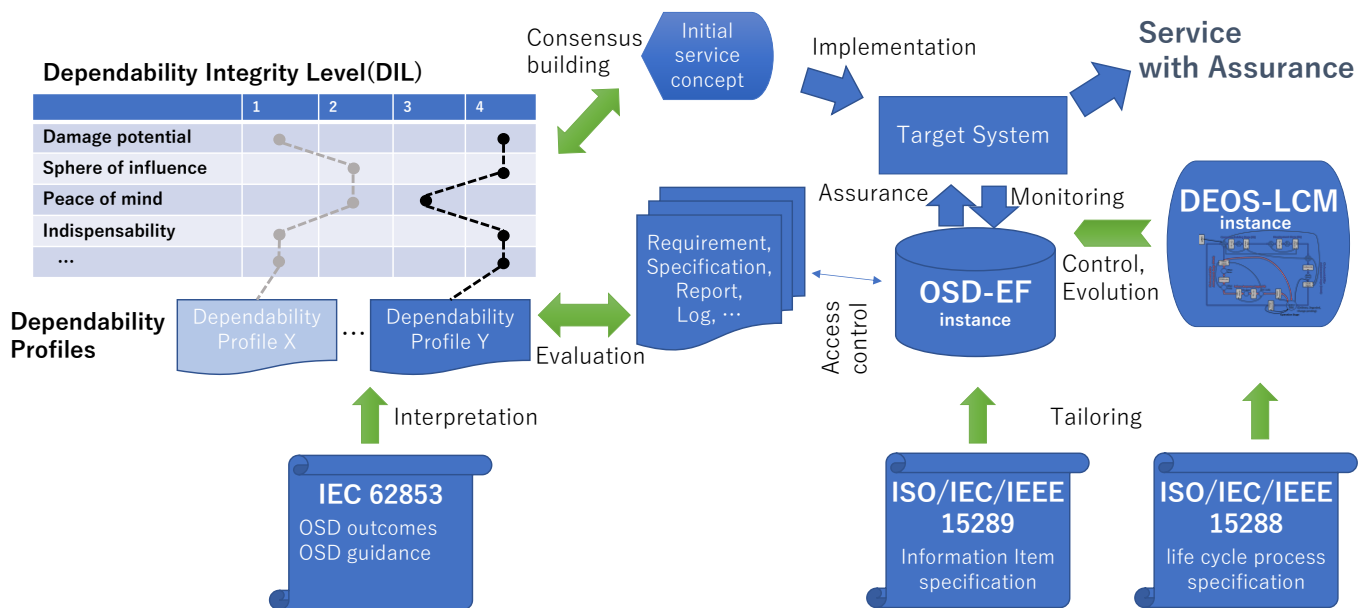 Consensus
building
Initial
service
concept
Implementation
Service
with Assurance
Dependability Integrity Level(DIL)
1 2 3 4
Damage potential
Sphere of influence
Peace of mind
Indispensability
…
Target System
Assurance
Monitoring
DEOS-LCM
instance
Requirement,
Specification,
Report,
Log, …
OSD-EF
instance
Control,
Evolution
Access
control
Dependability
Profiles
Dependability
Profile X
…
Dependability
Profile Y
Evaluation
Interpretation
Tailoring
IEC 62853
OSD outcomes
OSD guidance
ISO/IEC/IEEE
15289
Information Item
specification
ISO/IEC/IEEE
15288
life cycle process
specification